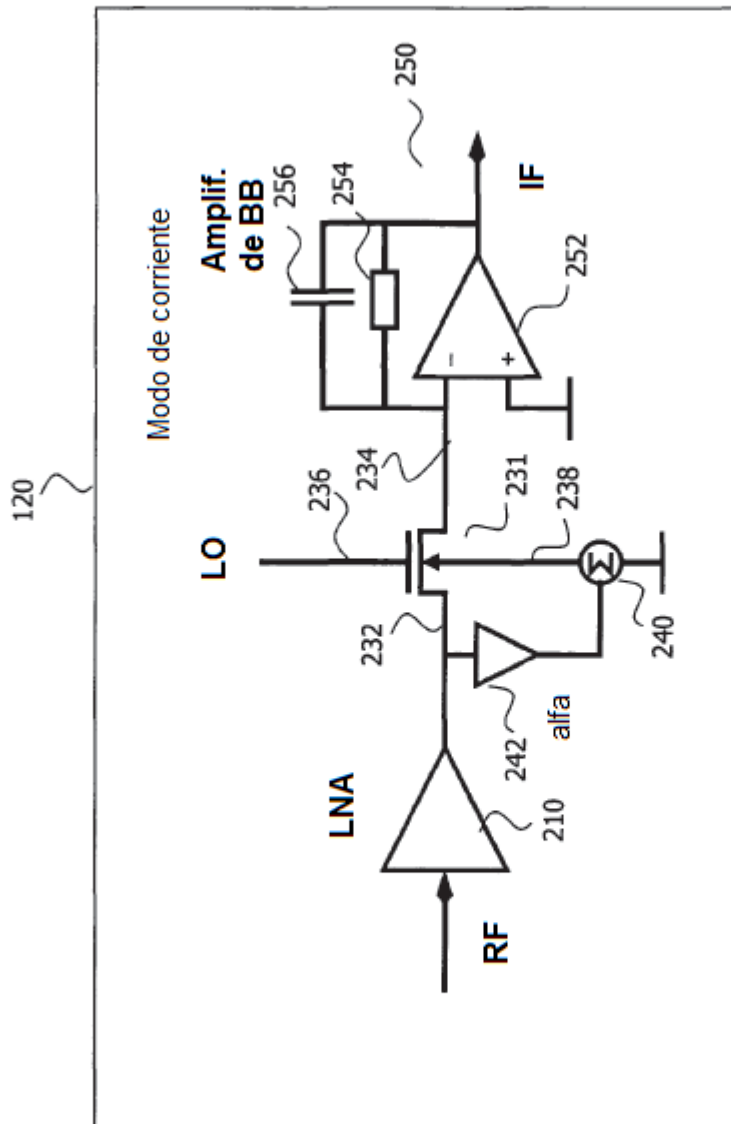 120
Modo de corriente
Amplif.
de BB
256
254
250
LO
236
234
IF
LNA
232
231
252
238
–
+
RF
210
242
alfa
Σ
240